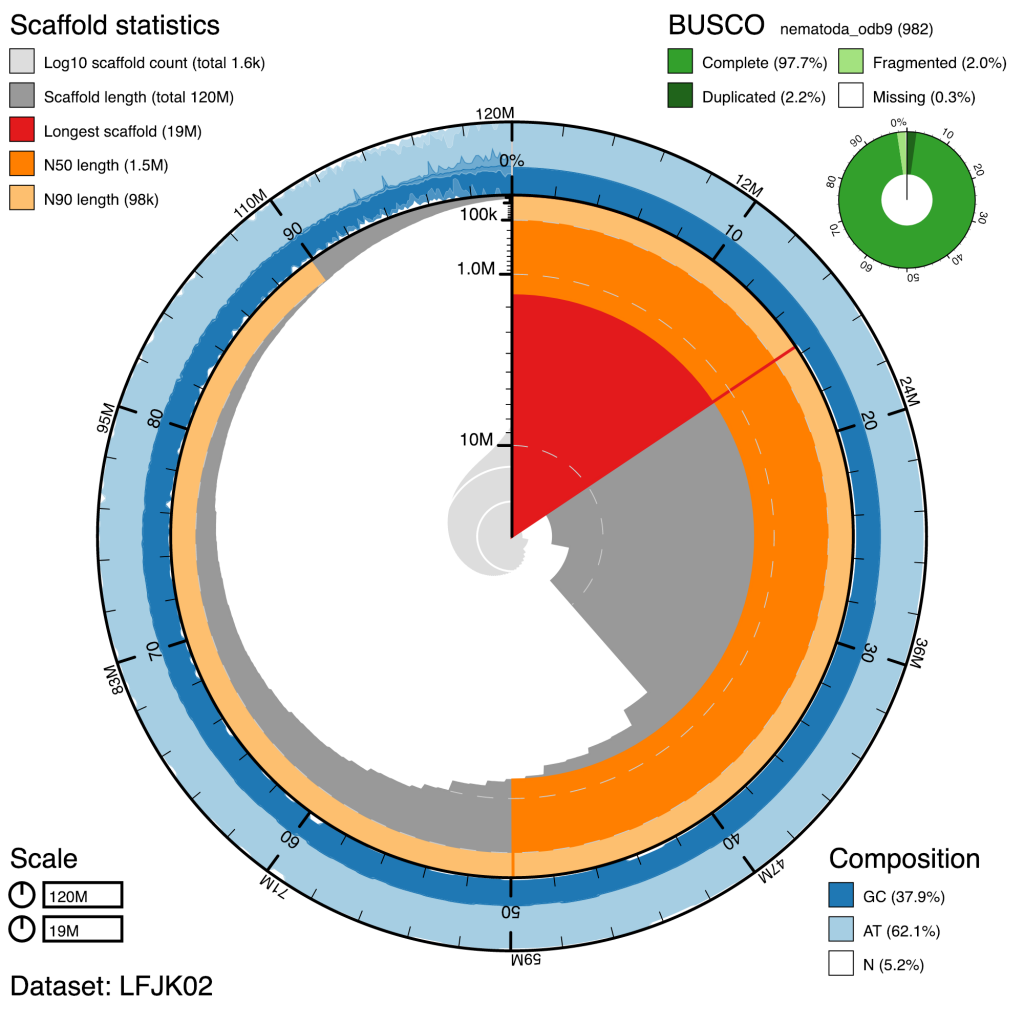 Scaffold statistics
Log10 scaffold count (total 1.6k)
Scaffold length (total 120M)
Longest scaffold (19M)
N50 length (1.5M)
N90 length (98k)
BUSCO nematoda_odb9 (982)
Complete (97.7%)
Fragmented (2.0%)
Duplicated (2.2%)
Missing (0.3%)
0%
10
20
30
40
50
60
70
80
90
120M
12M
24M
36M
47M
59M
71M
83M
95M
110M
0%
10
20
30
40
50
60
70
80
90
100k
1.0M
10M
Scale
120M
19M
Composition
GC (37.9%)
AT (62.1%)
N (5.2%)
Dataset: LFJK02